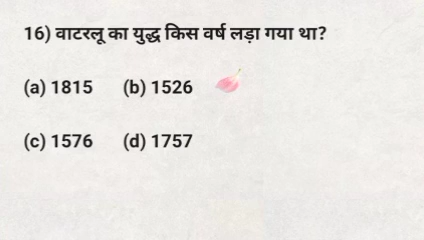 16) वाटरलू का युद्ध किस वर्ष लड़ा गया था?
(a) 1815 (b) 1526
(c) 1576 (d) 1757